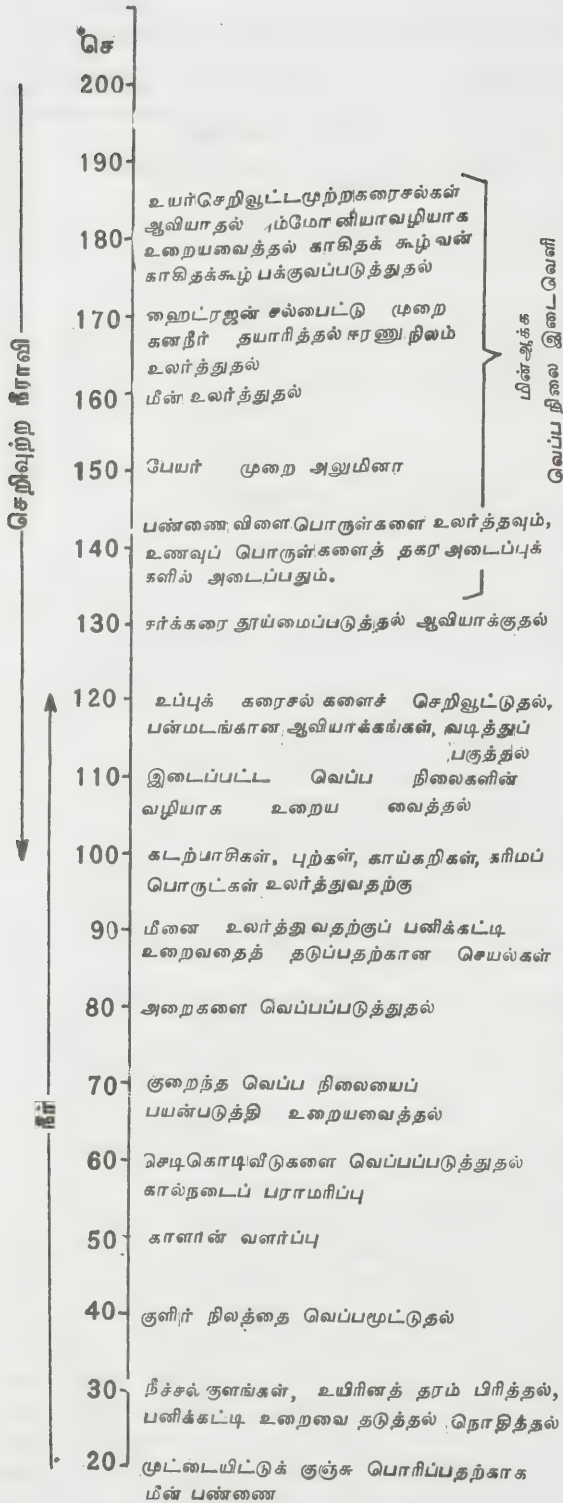 °செ
200
190
உயர்செறிவூட்டமுற்ற கரைசல்கள்
180 ஆவியாதல் அம்மோனியாவழியாக
உறையவைத்தல் காகிதக் கூழ் வன்
காகிதக்கூழ் பக்குவப்படுத்துதல்
170 ஹைட்ரஜன் சல்பைட்டு முறை
கனநீர் தயாரித்தல் ஈரணு நிலம்
உலர்த்துதல்
160 மீன் உலர்த்துதல்
150 பேயர் முறை அலுமினா
பண்ணை விளை பொருள்களை உலர்த்தவும்,
140 உணவுப் பொருள்களைத் தகர அடைப்புக்
களில் அடைப்பதும்.
130 சர்க்கரை தூய்மைப்படுத்தல் ஆவியாக்குதல்
120 உப்புக் கரைசல் களைச் செறிவூட்டுதல்,
பன்மடங்கான ஆவியார்க்கங்கள், வடித்துப்
பகுத்தல்
110 இடைப்பட்ட வெப்ப நிலைகளின்
வழியாக உறைய வைத்தல்
100 கடற்பாசிகள், புற்கள், காய்கறிகள், கரிமப்
பொருட்கள் உலர்த்துவதற்கு
90 மீனை உலர்த்து வதற்குப் பனிக்கட்டி
உறைவதைத் தடுப்பதற்கான செயல்கள்
80 அறைகளை வெப்பப்படுத்துதல்
70 குறைந்த வெப்ப நிலையைப்
பயன்படுத்தி உறையவைத்தல்
60 செடிகொடிவீடுகளை வெப்பப்படுத்துதல்
கால்நடைப் பராமரிப்பு
50 காளான் வளர்ப்பு
40 குளிர் நிலத்தை வெப்பமூட்டுதல்
30 நீச்சல் குளங்கள், உயிரினத் தரம் பிரித்தல்,
பனிக்கட்டி உறைவை தடுத்தல் நொதித்தல்
20 முட்டையிட்டுக் குஞ்சு பொரிப்பதற்காக
மீன் பண்ணை
செறிவுற்ற நீராவி
நீர்
மின்ஆக்க
வெப்ப நிலை இடைவெளி